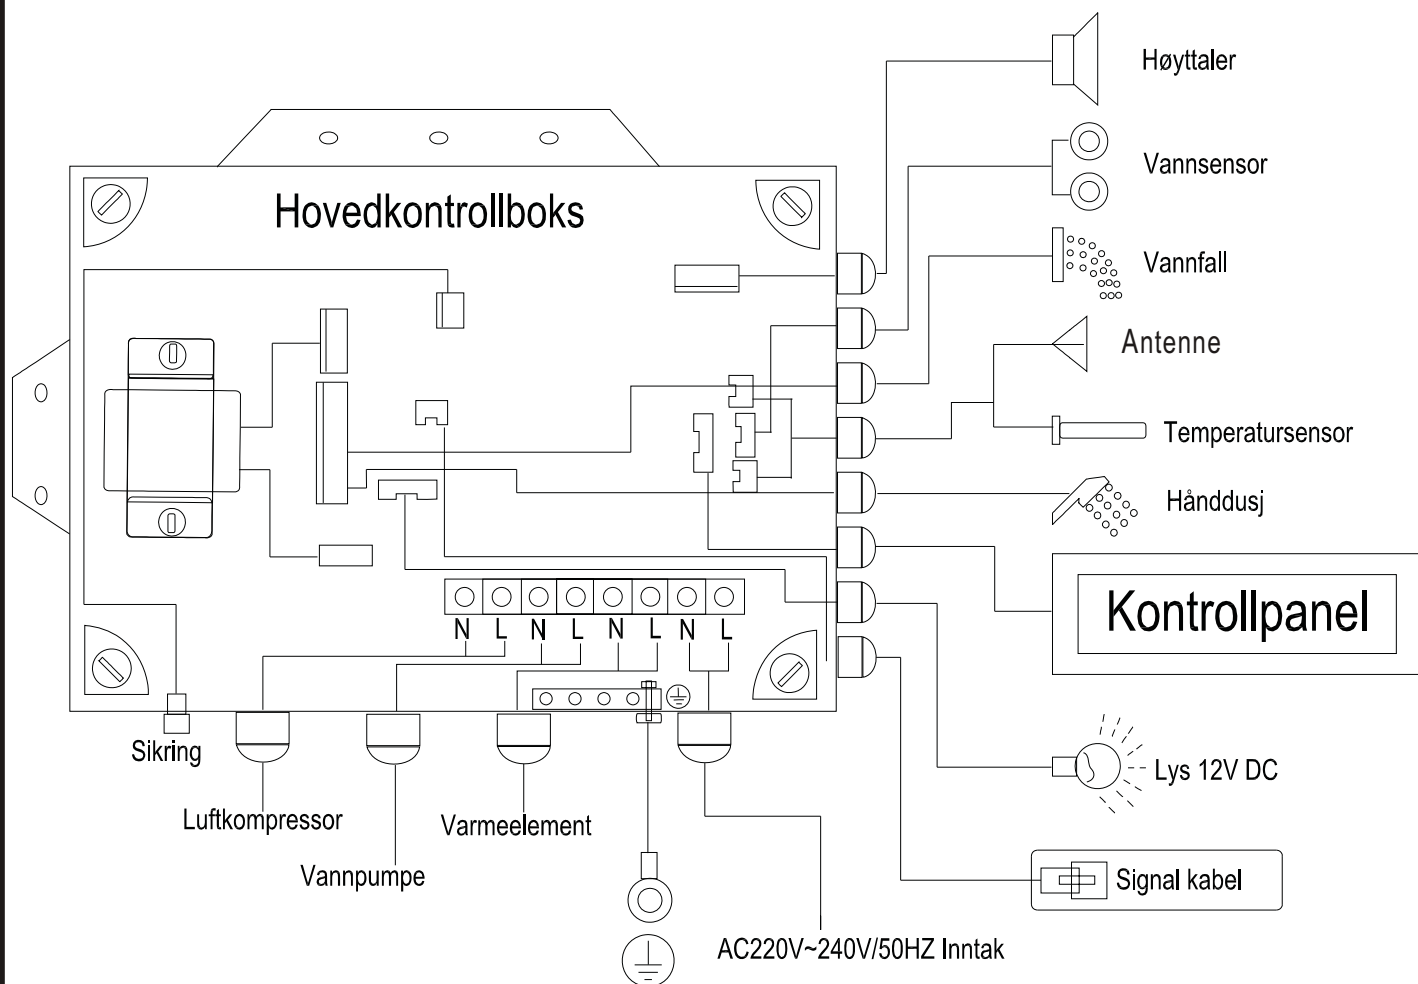 Høyttaler
Vannsensor
Hovedkontrollboks
Vannfall
Antenne
Temperatursensor
Hånddusj
Kontrollpanel
N L N L N L N L
Sikring
Lys 12V DC
Luftkompressor
Varmeelement
Vannpumpe
Signal kabel
AC220V~240V/50HZ Inntak